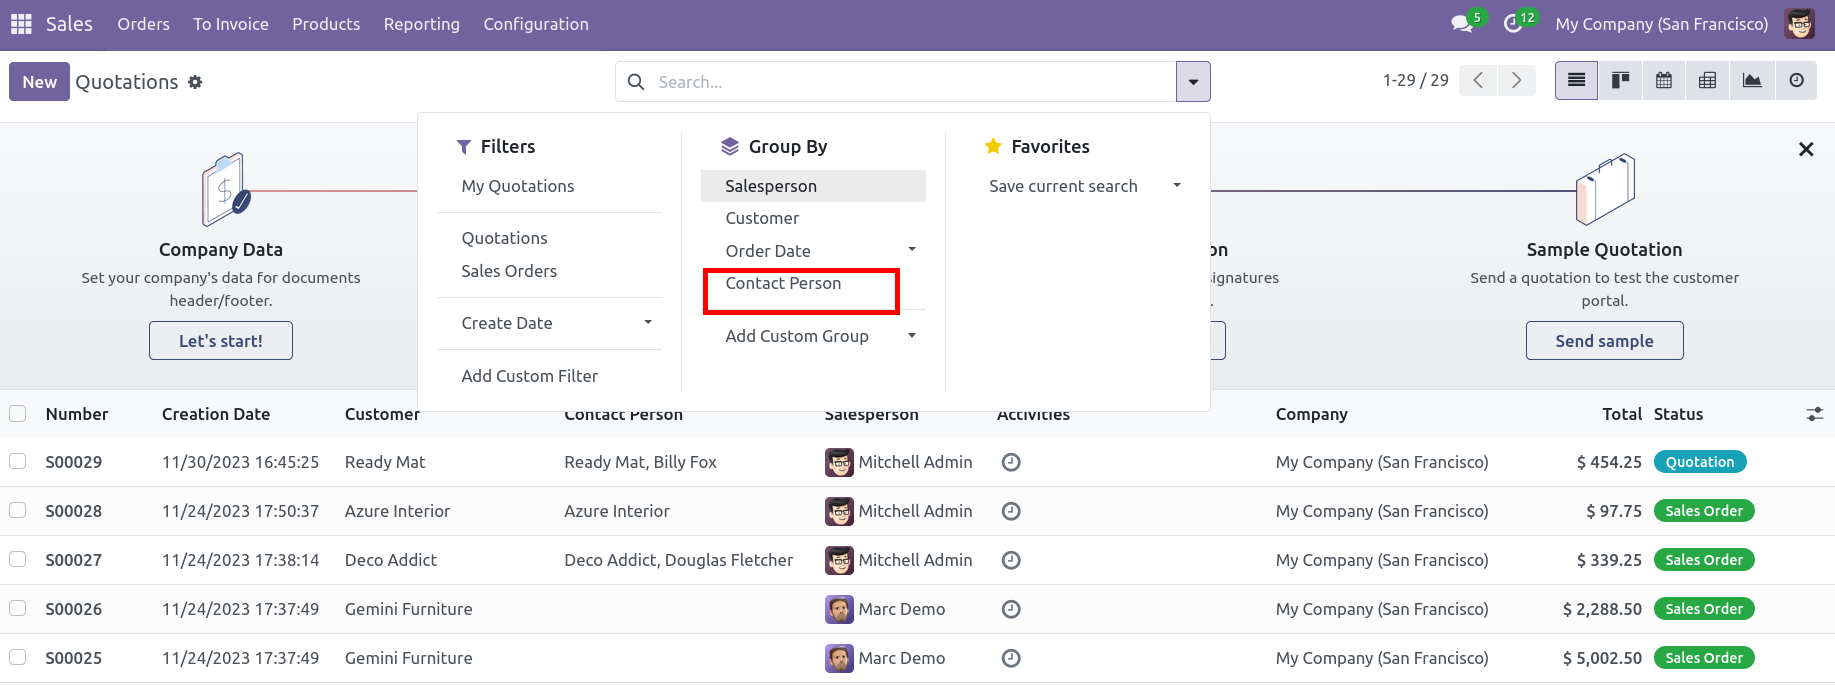 Sales Orders To Invoice Products Reporting Configuration 5 12 My Company (San Francisco)
New Quotations Search... 1-29 / 29
Filters Group By Favorites
My Quotations Salesperson Save current search
Customer
Quotations Order Date
Sales Orders Contact Person
Create Date Add Custom Group
Add Custom Filter
$
Company Data on Sample Quotation
Set your company's data for documents ignatures Send a quotation to test the customer
header/footer. . portal.
Let's start! Send sample
Number Creation Date Customer Contact Person Salesperson Activities Company Total Status
S00029 11/30/2023 16:45:25 Ready Mat Ready Mat, Billy Fox Mitchell Admin My Company (San Francisco) $ 454.25 Quotation
S00028 11/24/2023 17:50:37 Azure Interior Azure Interior Mitchell Admin My Company (San Francisco) $ 97.75 Sales Order
S00027 11/24/2023 17:38:14 Deco Addict Deco Addict, Douglas Fletcher Mitchell Admin My Company (San Francisco) $ 339.25 Sales Order
S00026 11/24/2023 17:37:49 Gemini Furniture Marc Demo My Company (San Francisco) $ 2,288.50 Sales Order
S00025 11/24/2023 17:37:49 Gemini Furniture Marc Demo My Company (San Francisco) $ 5,002.50 Sales Order